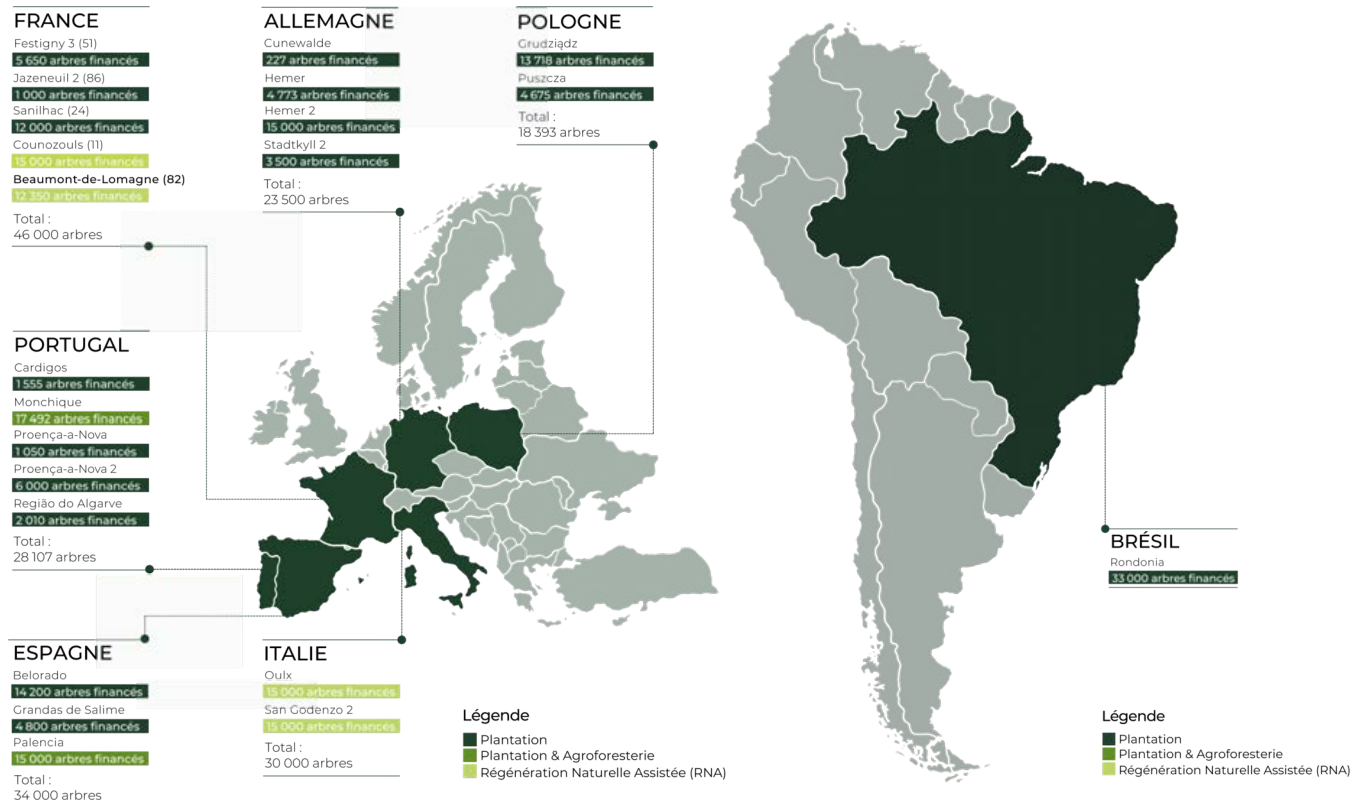 FRANCE
Festigny 3 (51)
5 650 arbres financés
Jazeneuil 2 (86)
1 000 arbres financés
Sanilhac (24)
12 000 arbres financés
Counozouls (11)
15 000 arbres financés
Beaumont-de-Lomagne (82)
12 350 arbres financés
Total :
46 000 arbres
ALLEMAGNE
Cunewalde
227 arbres financés
Hemer
4 773 arbres financés
Hemer 2
15 000 arbres financés
Stadtkyll 2
3 500 arbres financés
Total :
23 500 arbres
POLOGNE
Grudziądz
13 718 arbres financés
Puszcza
4 675 arbres financés
Total :
18 393 arbres
PORTUGAL
Cardigos
1 555 arbres financés
Monchique
17 492 arbres financés
Proença-a-Nova
1 050 arbres financés
Proença-a-Nova 2
6 000 arbres financés
Região do Algarve
2 010 arbres financés
Total :
28 107 arbres
ESPAGNE
Belorado
14 200 arbres financés
Grandas de Salime
4 800 arbres financés
Palencia
15 000 arbres financés
Total :
34 000 arbres
ITALIE
Oulx
15 000 arbres financés
San Godenzo 2
15 000 arbres financés
Total :
30 000 arbres
Légende
Plantation
Plantation & Agroforesterie
Régénération Naturelle Assistée (RNA)
BRÉSIL
Rondonia
33 000 arbres financés
Légende
Plantation
Plantation & Agroforesterie
Régénération Naturelle Assistée (RNA)